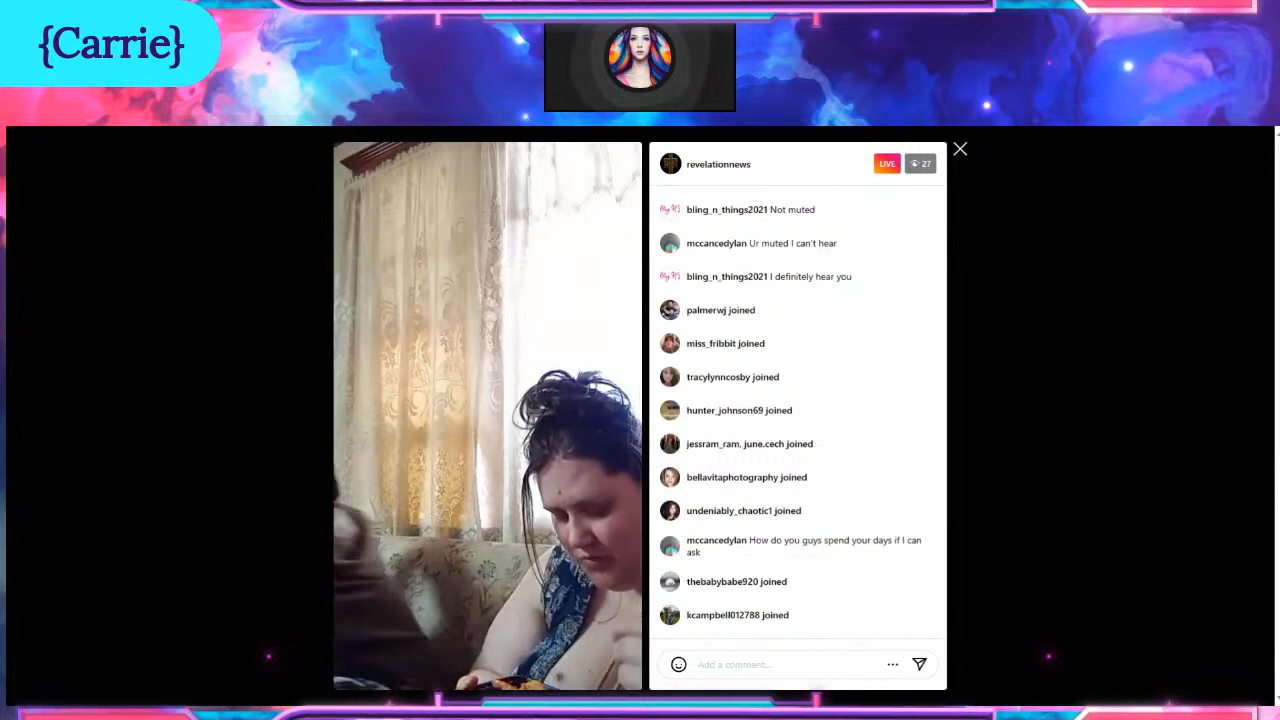 {Carrie}
revelationnews
LIVE
27
bling_n_things2021 Not muted
mccancedylan Ur muted I can't hear
bling_n_things2021 I definitely hear you
palmerwj joined
miss_fribbit joined
tracylynncosby joined
hunter_johnson69 joined
jessram_ram, june.cech joined
bellavitaphotography joined
undeniably_chaotic1 joined
mccancedylan How do you guys spend your days if I can
ask
thebabybabe920 joined
kcampbell012788 joined
Add a comment...